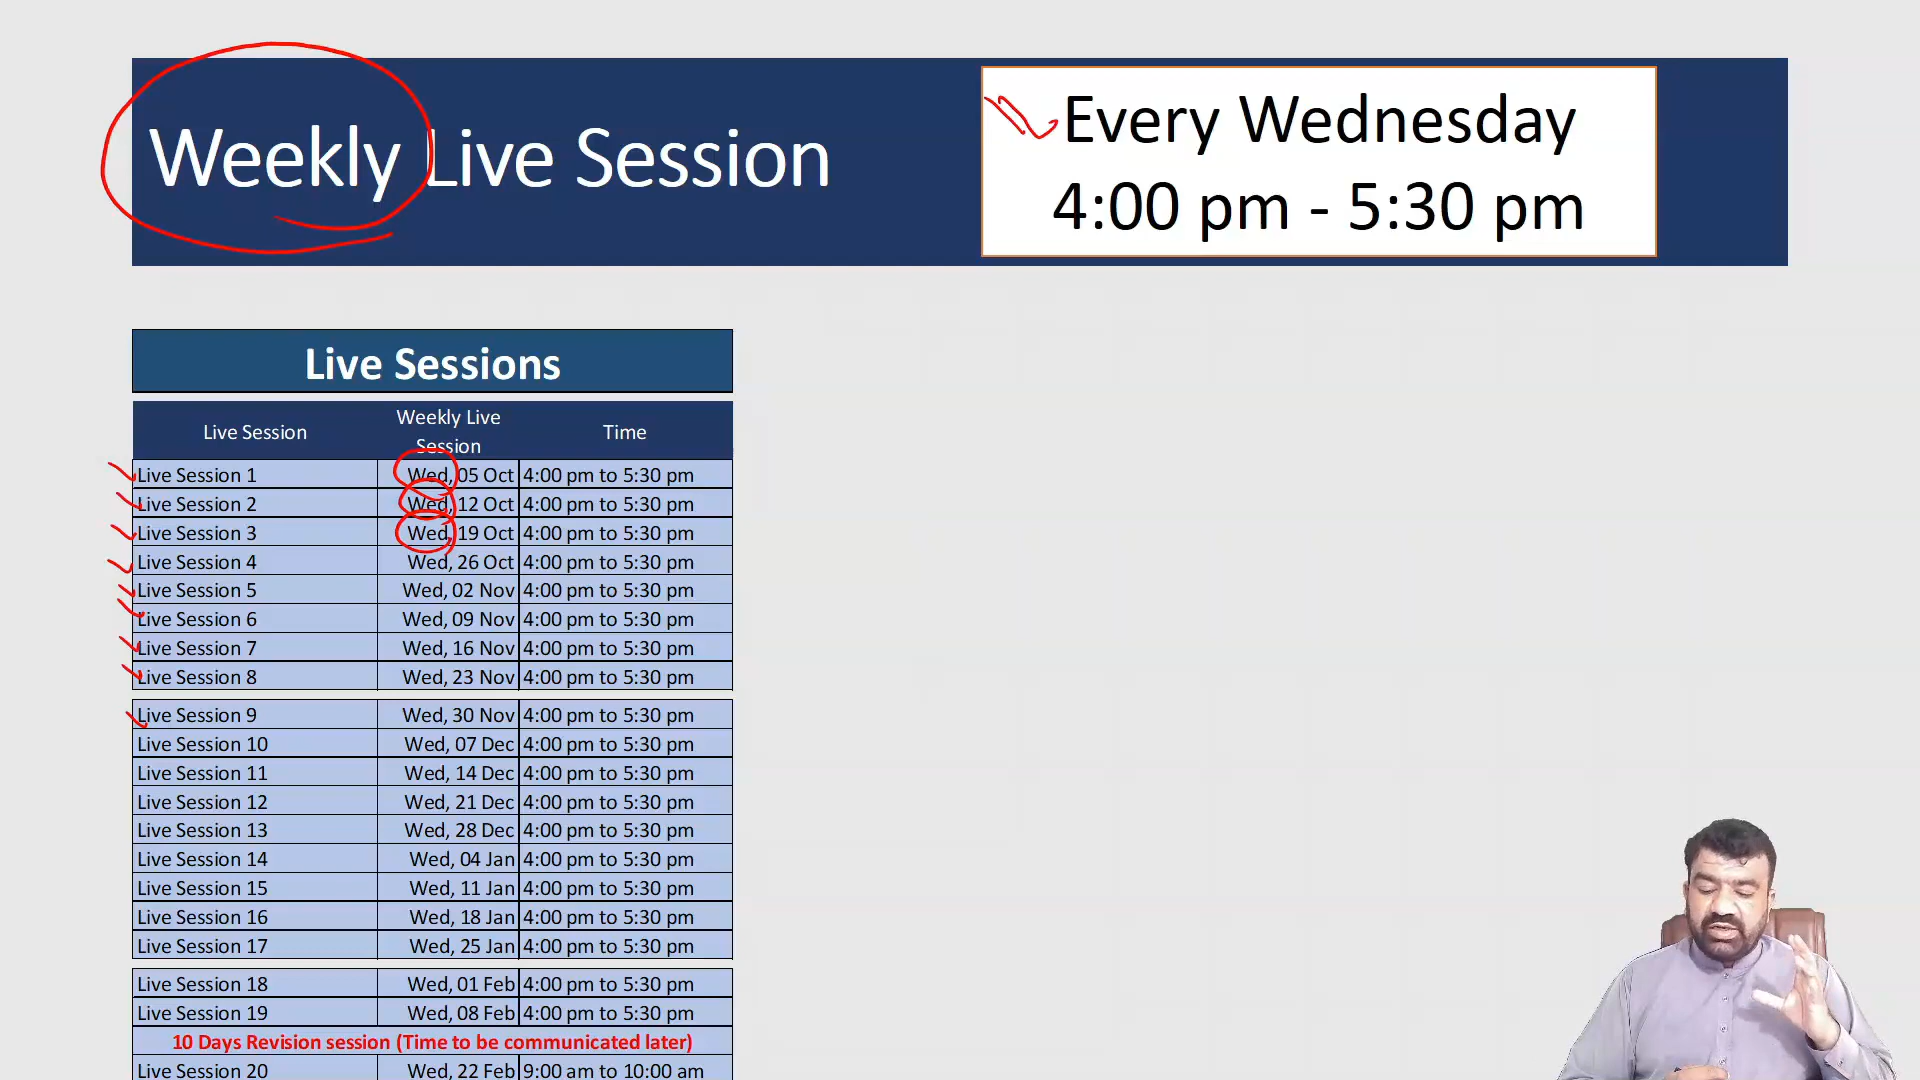 Weekly Live Session
Every Wednesday
4:00 pm - 5:30 pm
Live Sessions
Live Session Weekly Live Session Time
Live Session 1 Wed, 05 Oct 4:00 pm to 5:30 pm
Live Session 2 Wed, 12 Oct 4:00 pm to 5:30 pm
Live Session 3 Wed, 19 Oct 4:00 pm to 5:30 pm
Live Session 4 Wed, 26 Oct 4:00 pm to 5:30 pm
Live Session 5 Wed, 02 Nov 4:00 pm to 5:30 pm
Live Session 6 Wed, 09 Nov 4:00 pm to 5:30 pm
Live Session 7 Wed, 16 Nov 4:00 pm to 5:30 pm
Live Session 8 Wed, 23 Nov 4:00 pm to 5:30 pm
Live Session 9 Wed, 30 Nov 4:00 pm to 5:30 pm
Live Session 10 Wed, 07 Dec 4:00 pm to 5:30 pm
Live Session 11 Wed, 14 Dec 4:00 pm to 5:30 pm
Live Session 12 Wed, 21 Dec 4:00 pm to 5:30 pm
Live Session 13 Wed, 28 Dec 4:00 pm to 5:30 pm
Live Session 14 Wed, 04 Jan 4:00 pm to 5:30 pm
Live Session 15 Wed, 11 Jan 4:00 pm to 5:30 pm
Live Session 16 Wed, 18 Jan 4:00 pm to 5:30 pm
Live Session 17 Wed, 25 Jan 4:00 pm to 5:30 pm
Live Session 18 Wed, 01 Feb 4:00 pm to 5:30 pm
Live Session 19 Wed, 08 Feb 4:00 pm to 5:30 pm
10 Days Revision session (Time to be communicated later)
Live Session 20 Wed, 22 Feb 9:00 am to 10:00 am